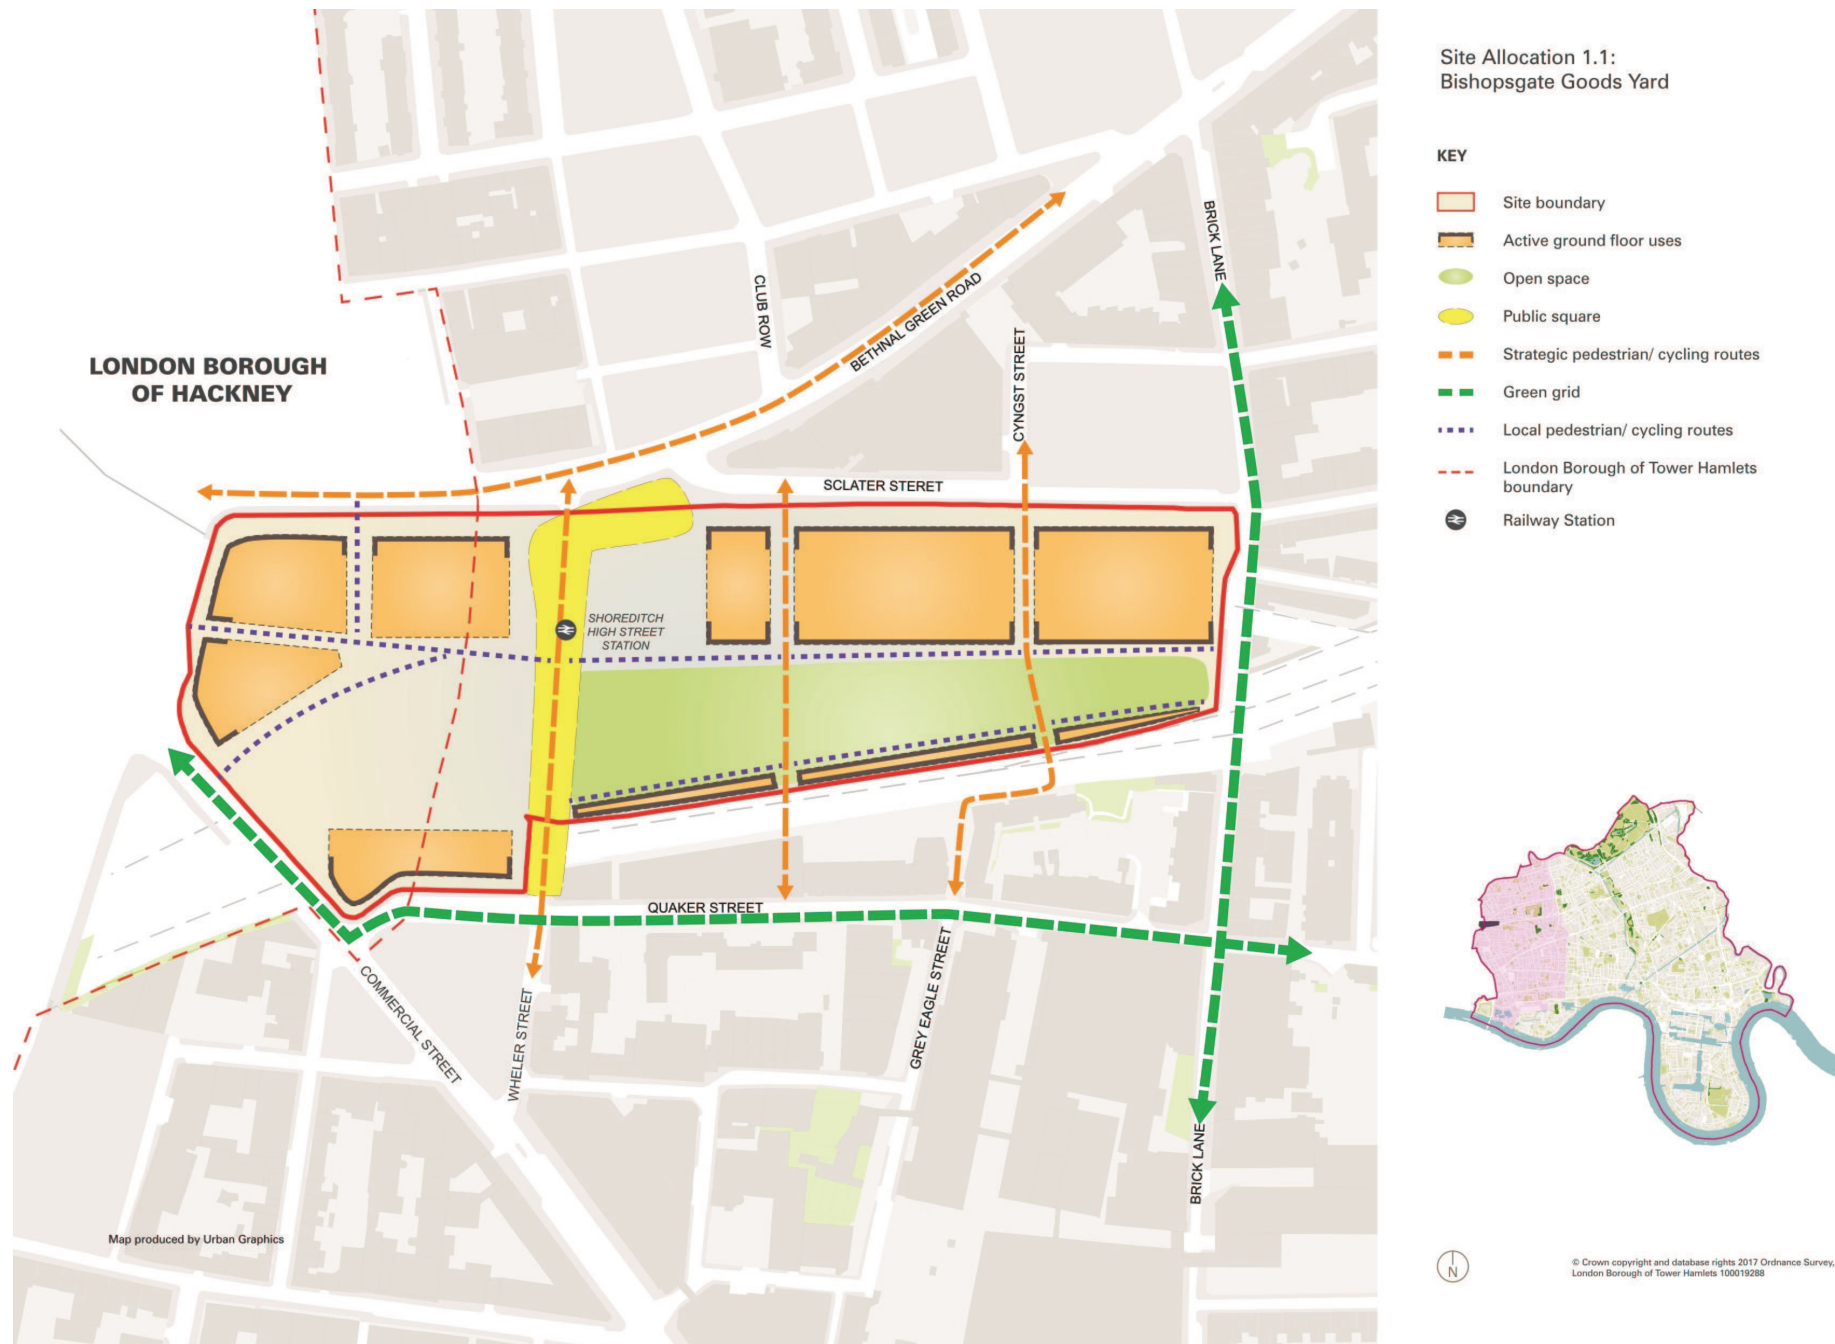 Site Allocation 1.1:
Bishopsgate Goods Yard
KEY
Site boundary
Active ground floor uses
Open space
Public square
Strategic pedestrian/ cycling routes
Green grid
Local pedestrian/ cycling routes
London Borough of Tower Hamlets
boundary
Railway Station
LONDON BOROUGH
OF HACKNEY
BRICK LANE
CLUB ROW
BETHNAL GREEN ROAD
CYNGST STREET
SCLATER STERET
SHOREDITCH
HIGH STREET
STATION
QUAKER STREET
COMMERCIAL STREET
WHELER STREET
GREY EAGLE STREET
BRICK LANE
Map produced by Urban Graphics
N
© Crown copyright and database rights 2017 Ordnance Survey,
London Borough of Tower Hamlets 100019288